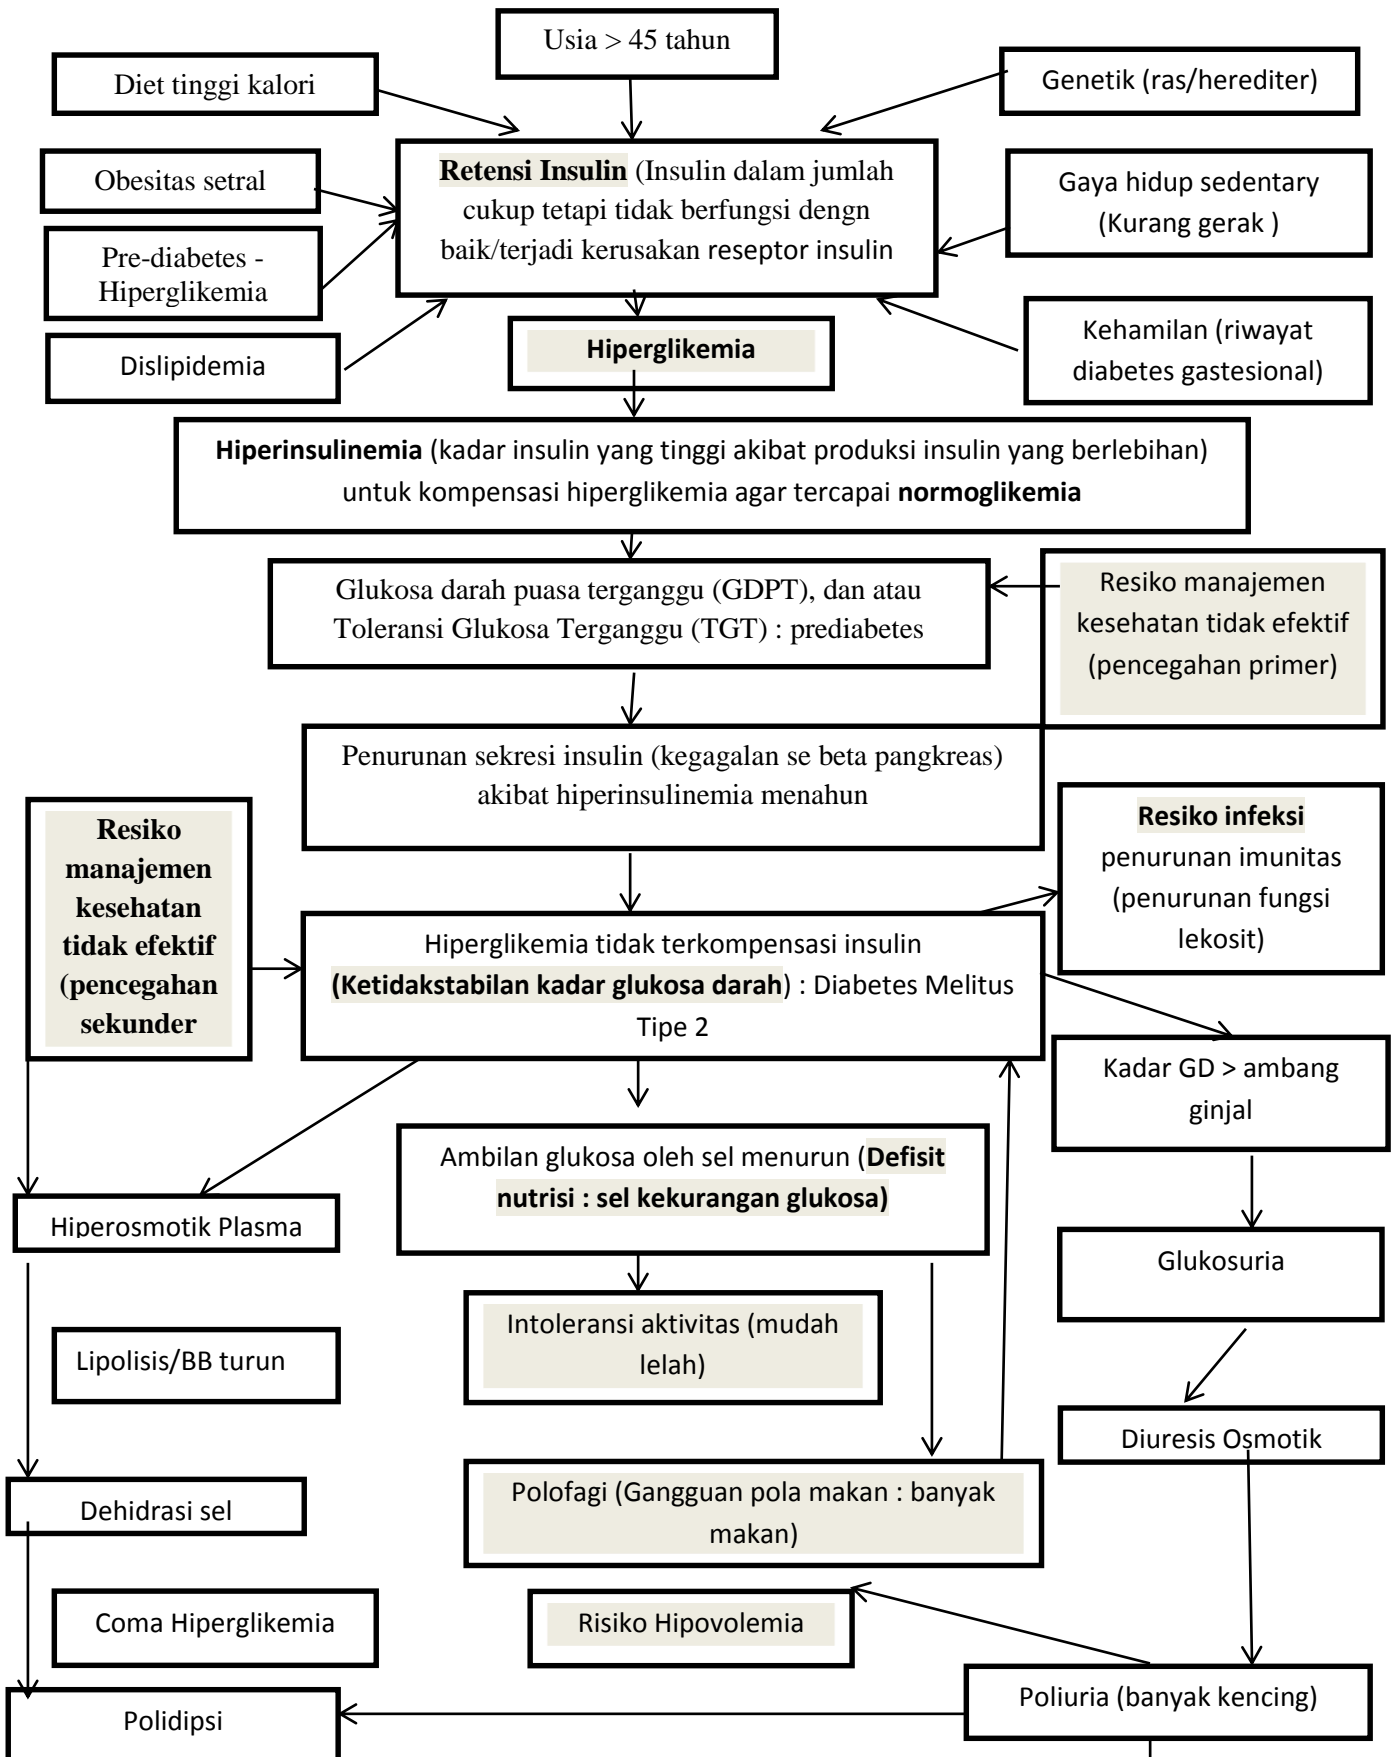 Usia > 45 tahun
Diet tinggi kalori
Genetik (ras/herediter)
Retensi Insulin (Insulin dalam jumlah
cukup tetapi tidak berfungsi dengn
baik/terjadi kerusakan reseptor insulin
Obesitas setral
Gaya hidup sedentary
(Kurang gerak )
Pre-diabetes -
Hiperglikemia
Dislipidemia
Hiperglikemia
Kehamilan (riwayat
diabetes gastesional)
Hiperinsulinemia (kadar insulin yang tinggi akibat produksi insulin yang berlebihan)
untuk kompensasi hiperglikemia agar tercapai normoglikemia
Glukosa darah puasa terganggu (GDPT), dan atau
Toleransi Glukosa Terganggu (TGT) : prediabetes
Resiko manajemen
kesehatan tidak efektif
(pencegahan primer)
Penurunan sekresi insulin (kegagalan se beta pangkreas)
akibat hiperinsulinemia menahun
Resiko
manajemen
kesehatan
tidak efektif
(pencegahan
sekunder
Resiko infeksi
penurunan imunitas
(penurunan fungsi
lekosit)
Hiperglikemia tidak terkompensasi insulin
(Ketidakstabilan kadar glukosa darah) : Diabetes Melitus
Tipe 2
Kadar GD > ambang
ginjal
Ambilan glukosa oleh sel menurun (Defisit
nutrisi : sel kekurangan glukosa)
Hiperosmotik Plasma
Glukosuria
Intoleransi aktivitas (mudah
lelah)
Lipolisis/BB turun
Diuresis Osmotik
Polofagi (Gangguan pola makan : banyak
makan)
Dehidrasi sel
Coma Hiperglikemia
Risiko Hipovolemia
Poliuria (banyak kencing)
Polidipsi